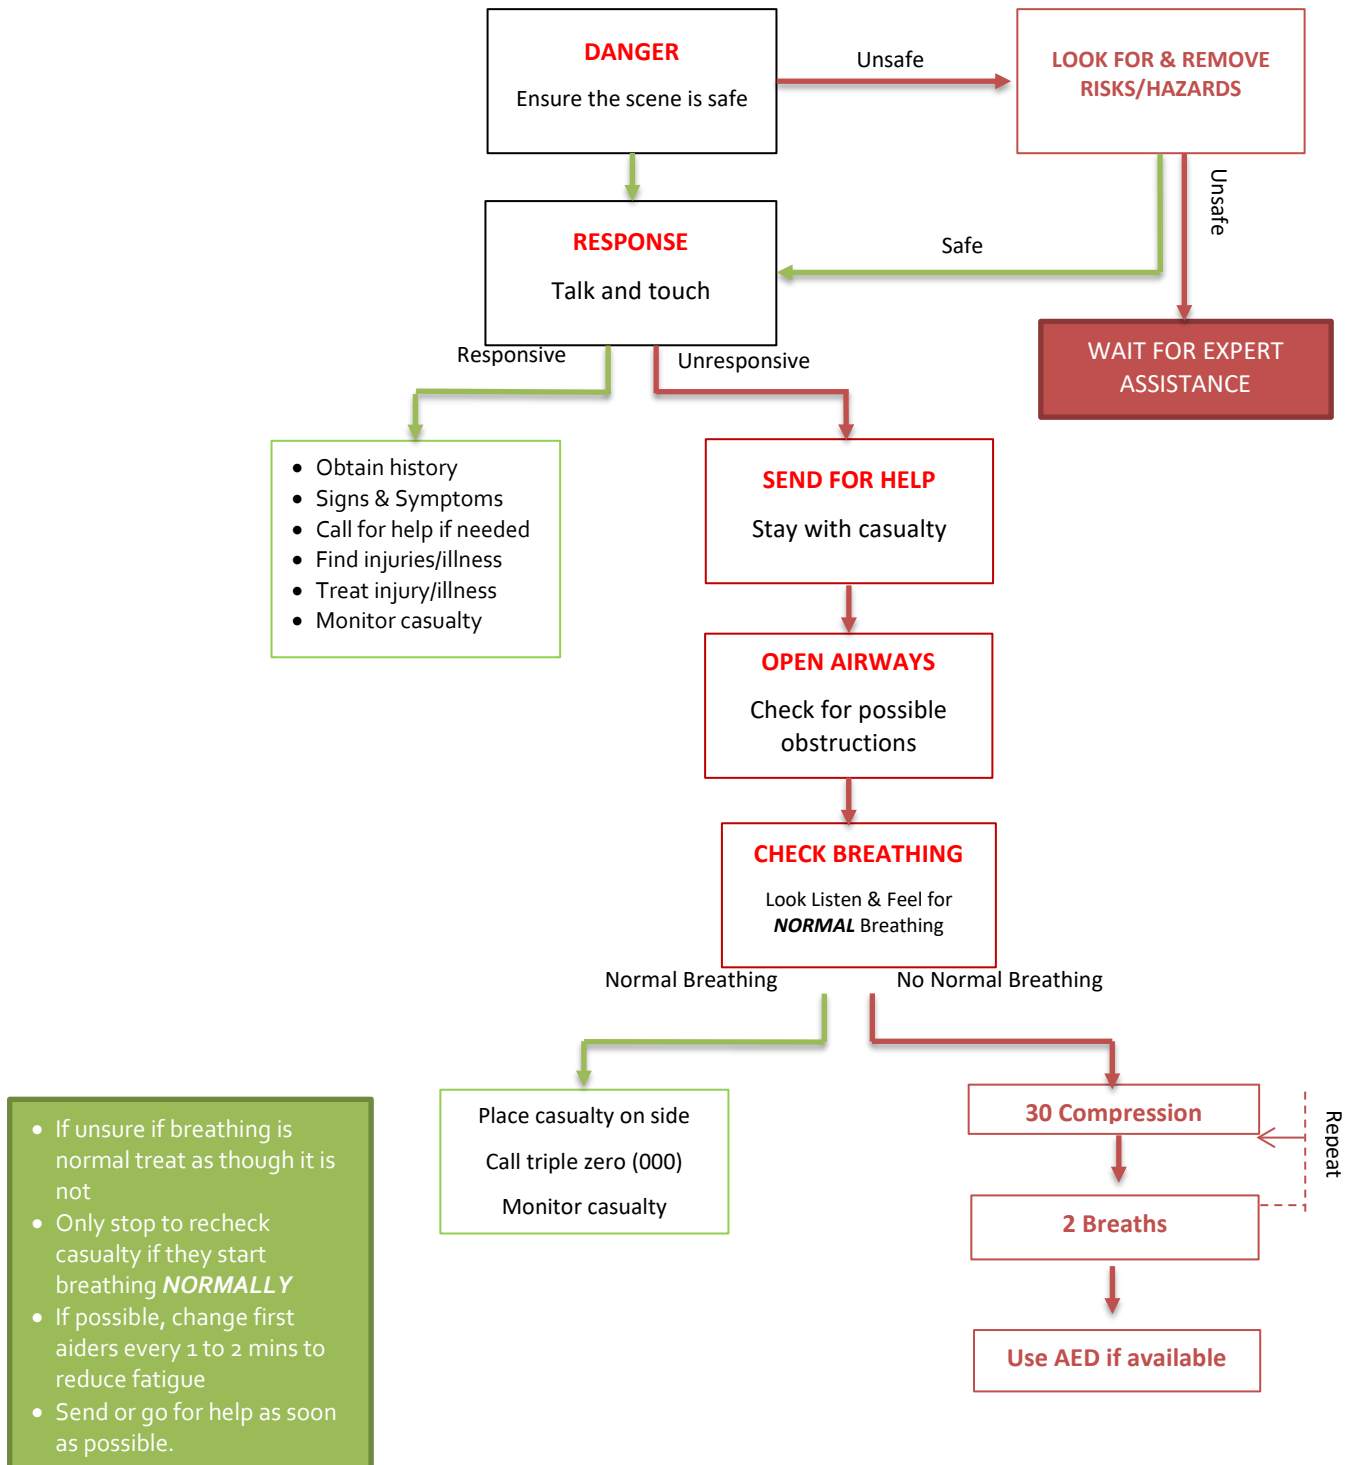 DANGER
Ensure the scene is safe
Unsafe
LOOK FOR & REMOVE
RISKS/HAZARDS
Unsafe
Safe
RESPONSE
Talk and touch
WAIT FOR EXPERT
ASSISTANCE
Responsive
Unresponsive
• Obtain history
• Signs & Symptoms
• Call for help if needed
• Find injuries/illness
• Treat injury/illness
• Monitor casualty
SEND FOR HELP
Stay with casualty
OPEN AIRWAYS
Check for possible
obstructions
CHECK BREATHING
Look Listen & Feel for
NORMAL Breathing
Normal Breathing
No Normal Breathing
Place casualty on side
Call triple zero (000)
Monitor casualty
30 Compression
Repeat
2 Breaths
Use AED if available
• If unsure if breathing is
normal treat as though it is
not
• Only stop to recheck
casualty if they start
breathing NORMALLY
• If possible, change first
aiders every 1 to 2 mins to
reduce fatigue
• Send or go for help as soon
as possible.